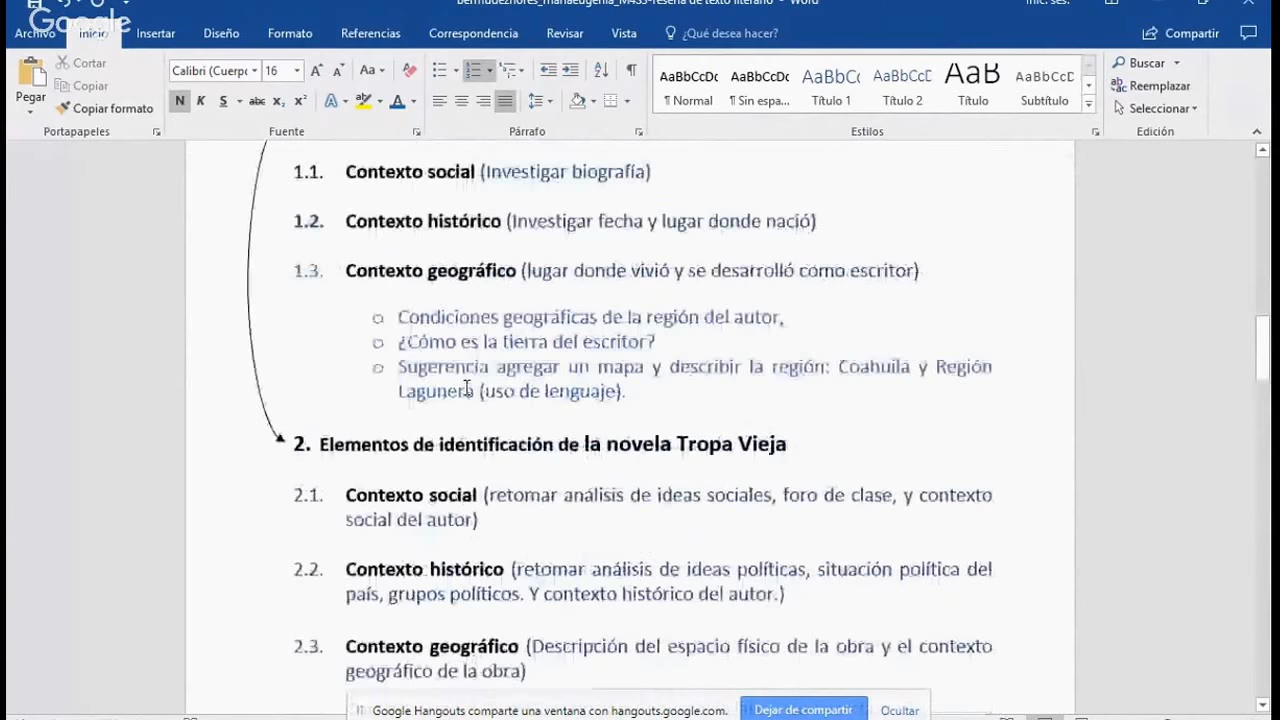 Google
Archivo Inicio Insertar Diseño Formato Referencias Correspondencia Revisar Vista ¿Qué desea hacer? Compartir
Pegar
Cortar
Copiar
Copiar formato
Portapapeles
Calibri (Cuerpo 16
Fuente
Párrafo
AaBbCcDc AaBbCcDc AaBbCc AaBbCcD AaB AaBbCcD
¶ Normal ¶ Sin espa... Título 1 Título 2 Título Subtítulo
Estilos
Buscar
Reemplazar
Seleccionar
Edición
1.1. Contexto social (Investigar biografía)
1.2. Contexto histórico (Investigar fecha y lugar donde nació)
1.3. Contexto geográfico (lugar donde vivió y se desarrolló como escritor)
o Condiciones geográficas de la región del autor,
o ¿Cómo es la tierra del escritor?
o Sugerencia agregar un mapa y describir la región: Coahuila y Región
Lagunera (uso de lenguaje).
2. Elementos de identificación de la novela Tropa Vieja
2.1. Contexto social (retomar análisis de ideas sociales, foro de clase, y contexto
social del autor)
2.2. Contexto histórico (retomar análisis de ideas políticas, situación política del
país, grupos políticos. Y contexto histórico del autor.)
2.3. Contexto geográfico (Descripción del espacio físico de la obra y el contexto
geográfico de la obra)
Google Hangouts comparte una ventana con hangouts.google.com. Dejar de compartir Ocultar